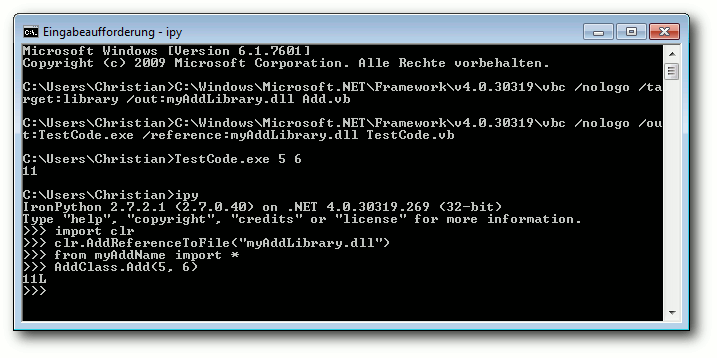 Eingabeaufforderung - ipy
Microsoft Windows [Version 6.1.7601]
Copyright (c) 2009 Microsoft Corporation. Alle Rechte vorbehalten.
C:\Users\Christian>C:\Windows\Microsoft.NET\Framework\v4.0.30319\vbc /nologo /ta
rget:library /out:myAddLibrary.dll Add.vb
C:\Users\Christian>C:\Windows\Microsoft.NET\Framework\v4.0.30319\vbc /nologo /ou
t:TestCode.exe /reference:myAddLibrary.dll TestCode.vb
C:\Users\Christian>TestCode.exe 5 6
11
C:\Users\Christian>ipy
IronPython 2.7.2.1 (2.7.0.40) on .NET 4.0.30319.269 (32-bit)
Type "help", "copyright", "credits" or "license" for more information.
>>> import clr
>>> clr.AddReferenceToFile("myAddLibrary.dll")
>>> from myAddName import *
>>> AddClass.Add(5, 6)
11L
>>>